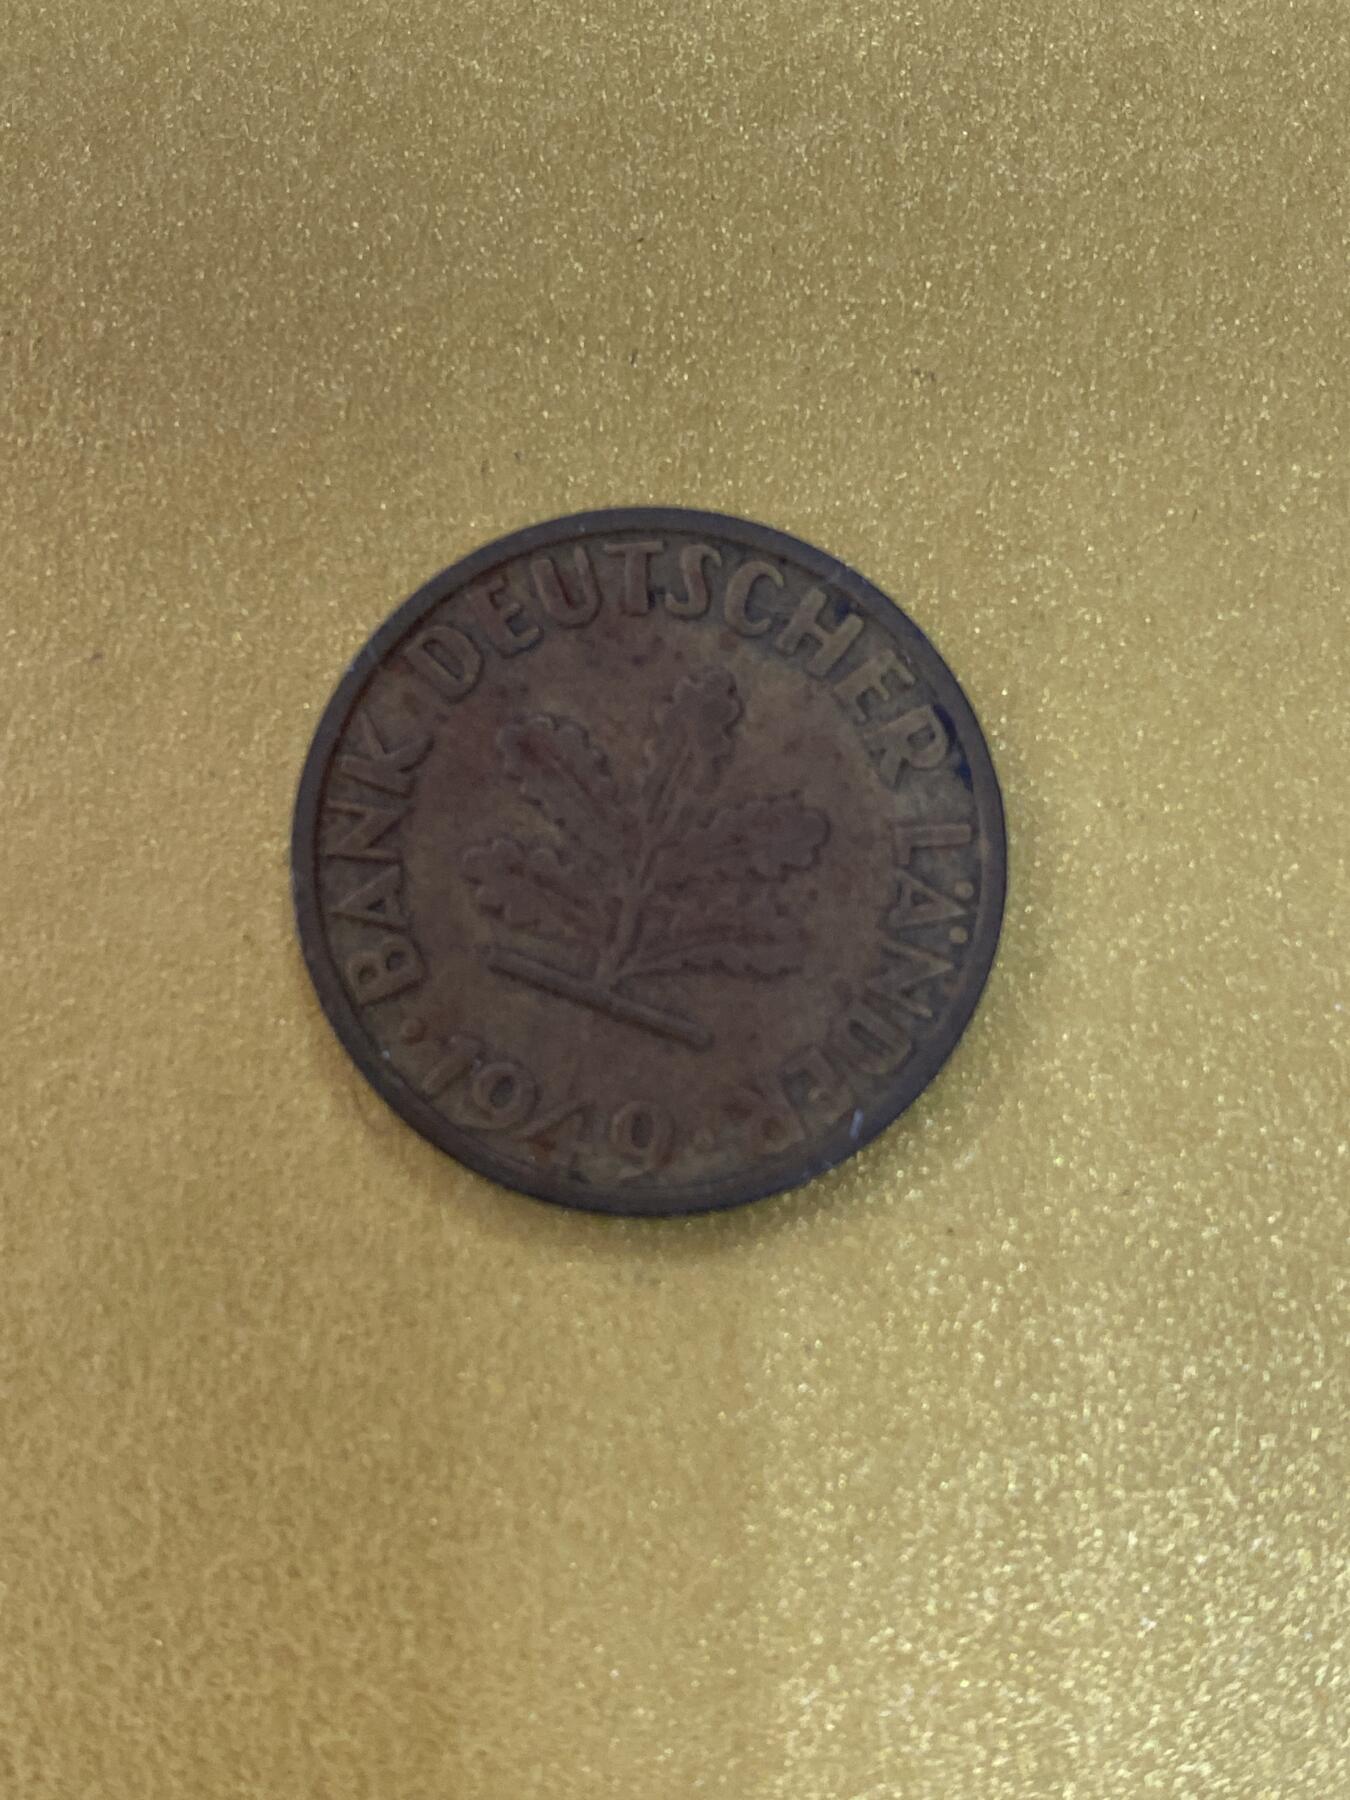 BANK DEUTSCHER LÄNDER
· 1949 ·